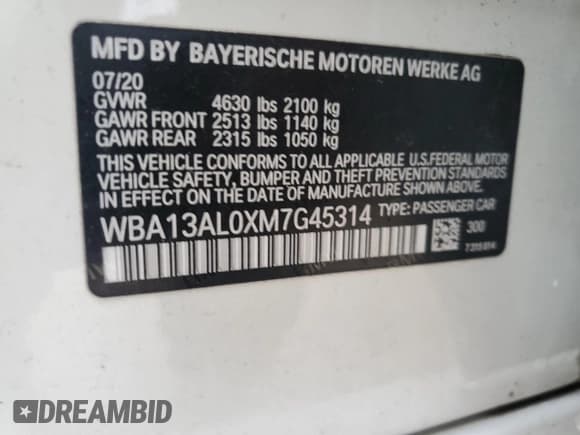 MFD BY BAYERISCHE MOTOREN WERKE AG
07/20
GVWR 4630 lbs 2100 kg
GAWR FRONT 2513 lbs 1140 kg
GAWR REAR 2315 lbs 1050 kg
THIS VEHICLE CONFORMS TO ALL APPLICABLE U.S.FEDERAL MOTOR
VEHICLE SAFETY, BUMPER AND THEFT PREVENTION STANDARDS
IN EFFECT ON THE DATE OF MANUFACTURE SHOWN ABOVE.
WBA13AL0XM7G45314 TYPE: PASSENGER CAR
300
DREAMBID